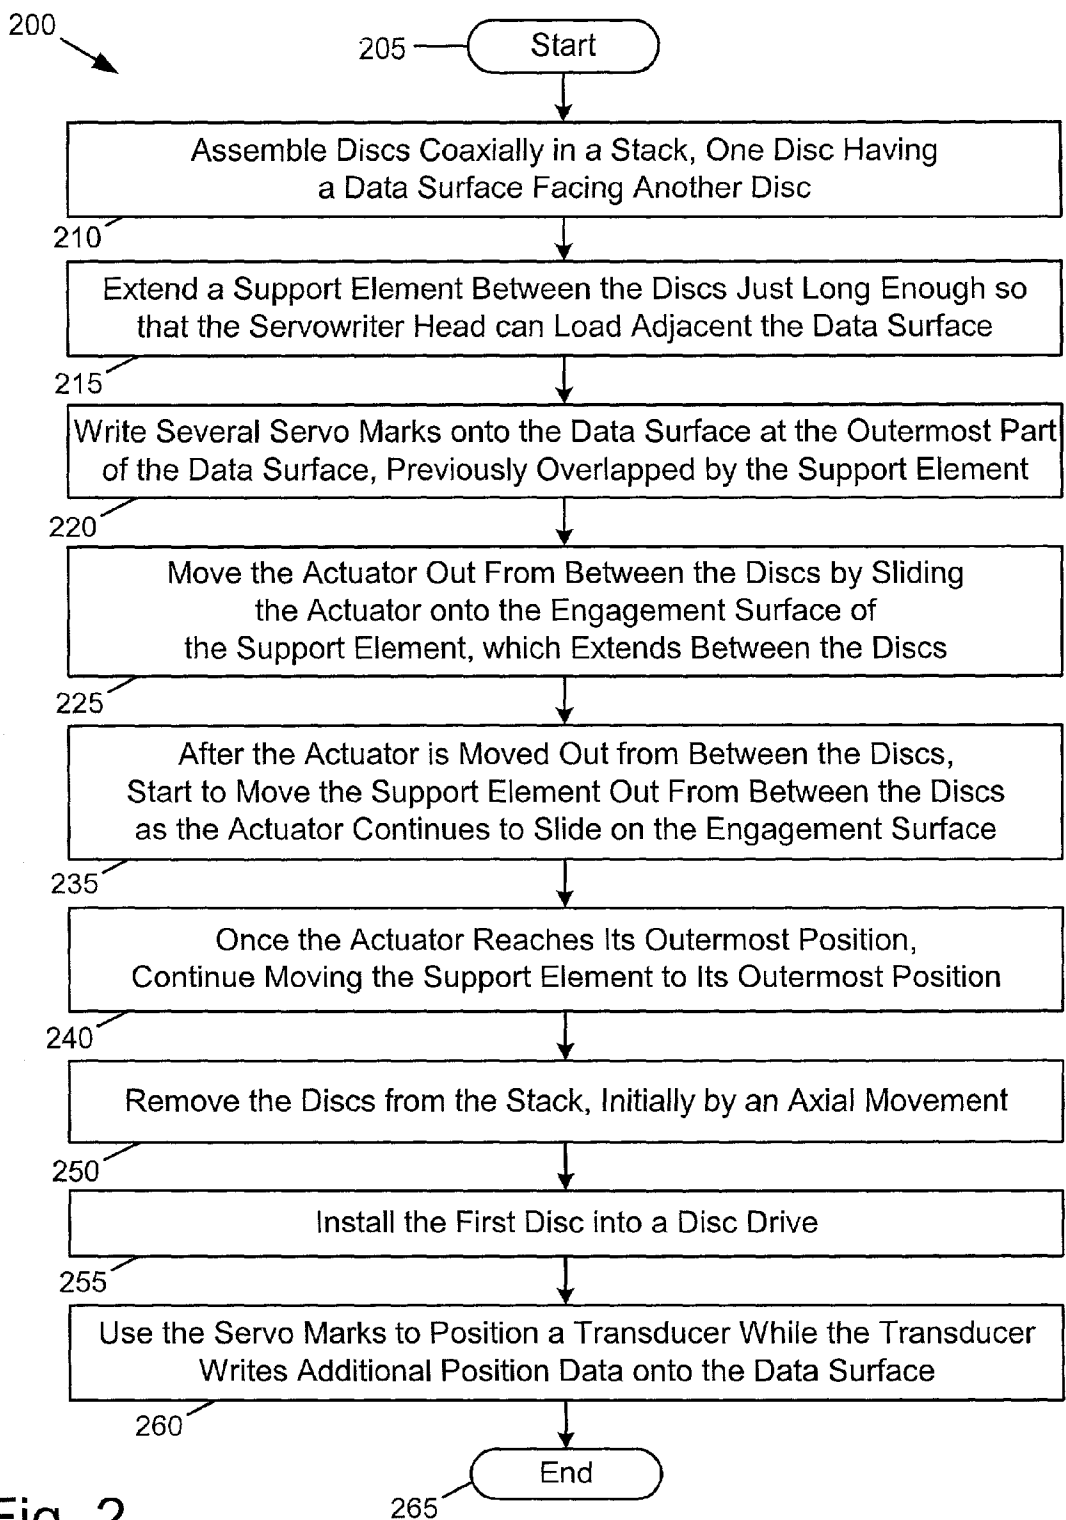 200
205
Start
Assemble Discs Coaxially in a Stack, One Disc Having
a Data Surface Facing Another Disc
210
Extend a Support Element Between the Discs Just Long Enough so
that the Servowriter Head can Load Adjacent the Data Surface
215
Write Several Servo Marks onto the Data Surface at the Outermost Part
of the Data Surface, Previously Overlapped by the Support Element
220
Move the Actuator Out From Between the Discs by Sliding
the Actuator onto the Engagement Surface of
the Support Element, which Extends Between the Discs
225
After the Actuator is Moved Out from Between the Discs,
Start to Move the Support Element Out From Between the Discs
as the Actuator Continues to Slide on the Engagement Surface
235
Once the Actuator Reaches Its Outermost Position,
Continue Moving the Support Element to Its Outermost Position
240
Remove the Discs from the Stack, Initially by an Axial Movement
250
Install the First Disc into a Disc Drive
255
Use the Servo Marks to Position a Transducer While the Transducer
Writes Additional Position Data onto the Data Surface
260
End
265
Fig. 2